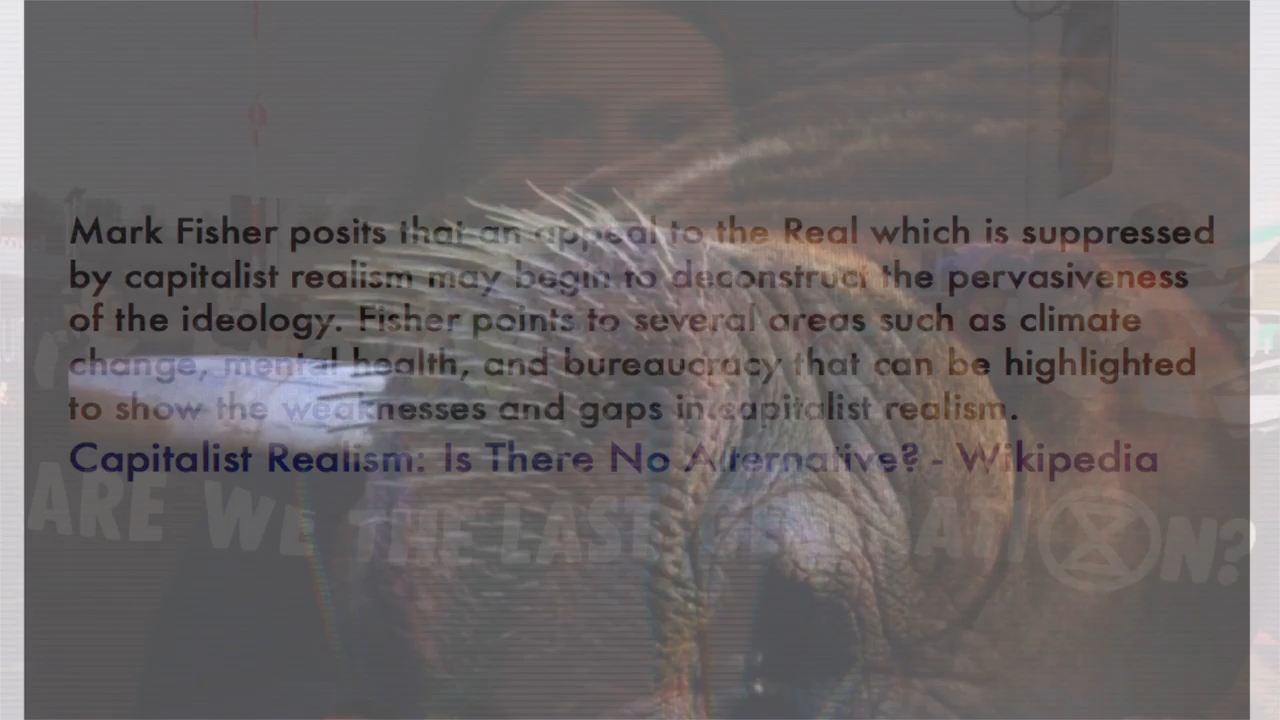 Mark Fisher posits that an appeal to the Real which is suppressed
by capitalist realism may begin to deconstruct the pervasiveness
of the ideology. Fisher points to several areas such as climate
change, mental health, and bureaucracy that can be highlighted
to show the weaknesses and gaps in capitalist realism.
Capitalist Realism: Is There No Alternative? - Wikipedia
ARE WE THE LAST GENERATION?